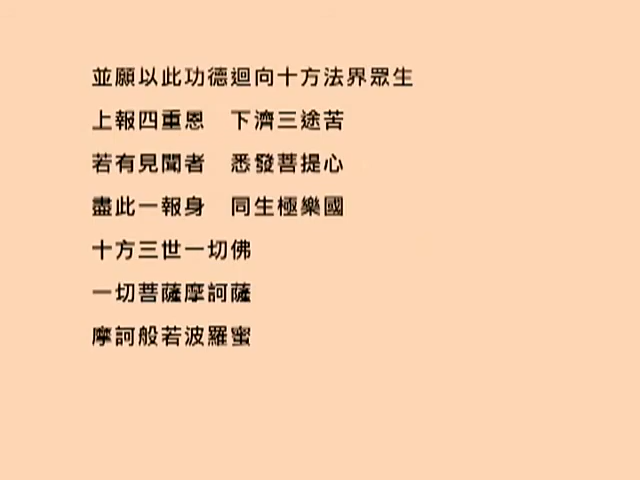 並願以此功德迴向十方法界眾生
上報四重恩　下濟三途苦
若有見聞者　悉發菩提心
盡此一報身　同生極樂國
十方三世一切佛
一切菩薩摩訶薩
摩訶般若波羅蜜